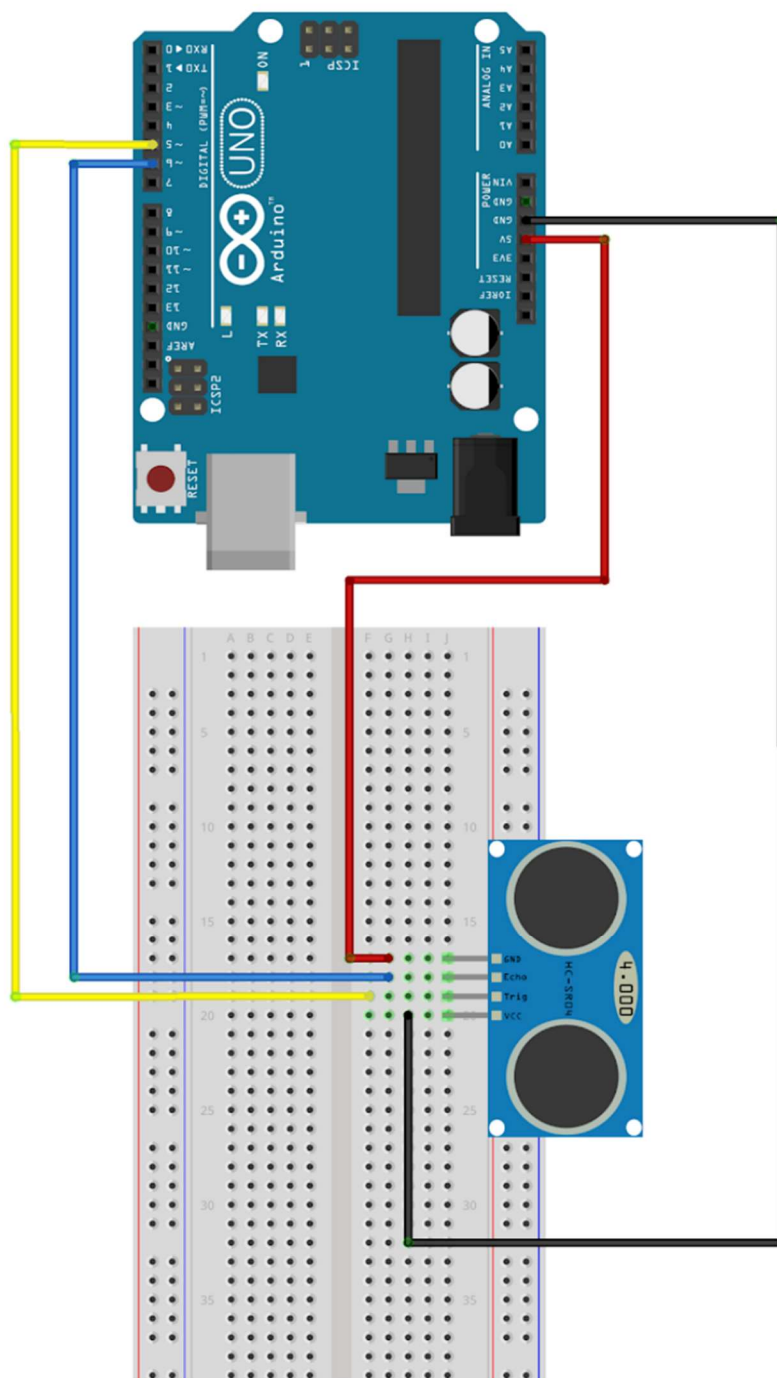 RX0◄0
TX0►1
2
~3
4
~5
~6
7
8
~9
~10
~11
12
13
GND
AREF
DIGITAL (PWM=~)
1
ICSP
ON
UNO
Arduino™
L
TX
RX
ICSP2
RESET
ANALOG IN
A5
A4
A3
A2
A1
A0
POWER
VIN
GND
GND
5V
3V3
RESET
IOREF
A B C D E F G H I J
1 1
5 5
10 10
15 15
20 20
25 25
30 30
35 35
GND
Echo
Trig
VCC
HC-SR04
4.000